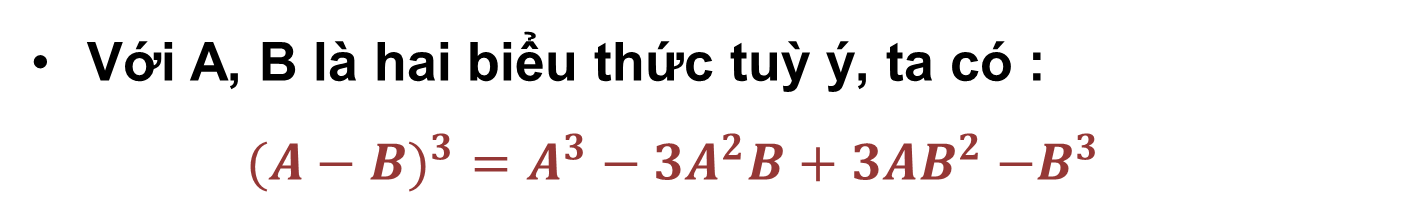 • Với A, B là hai biểu thức tuỳ ý, ta có :
(A − B)³ = A³ − 3A²B + 3AB² −B³